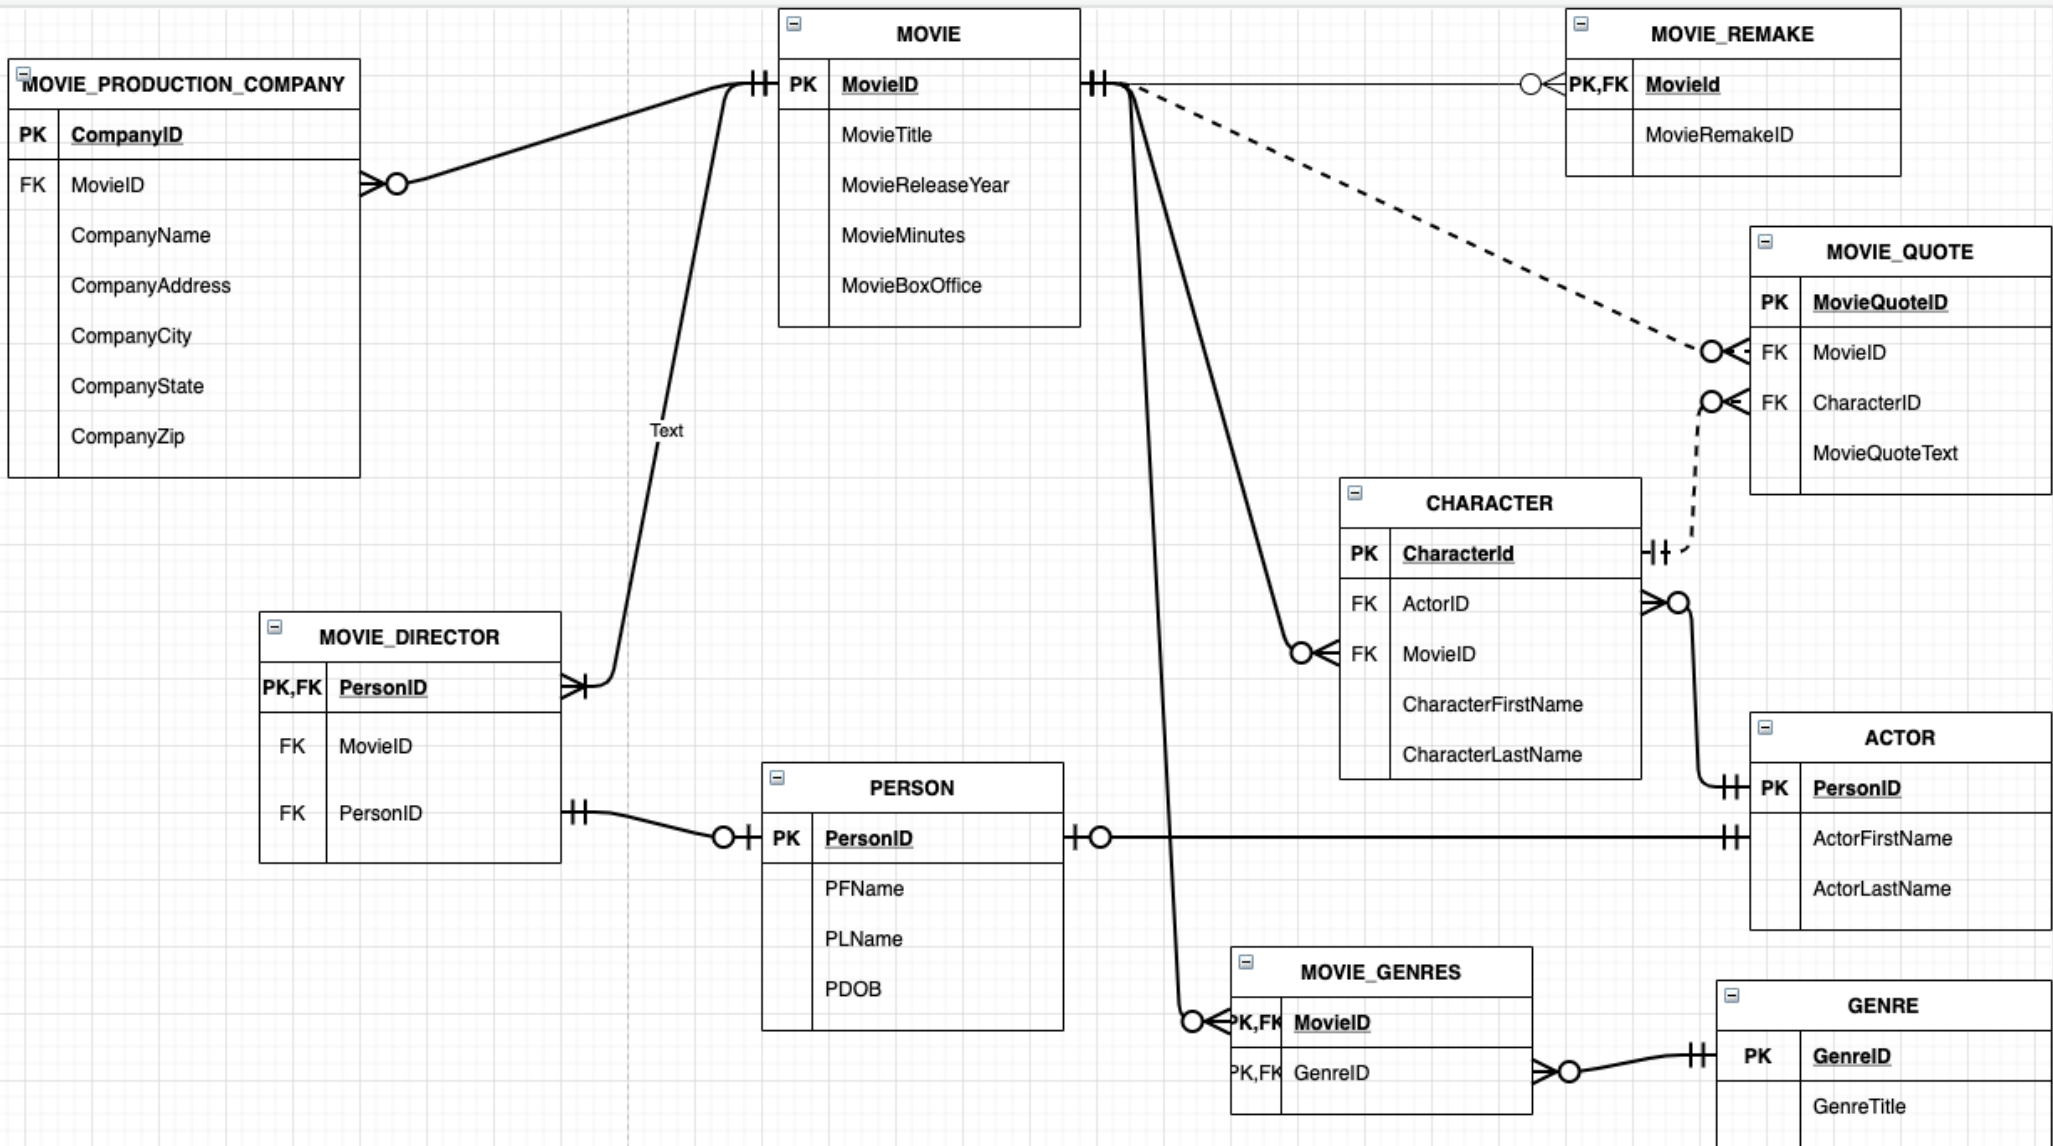 MOVIE_PRODUCTION_COMPANY
PK CompanyID
FK MovieID
CompanyName
CompanyAddress
CompanyCity
CompanyState
CompanyZip
MOVIE
PK MovieID
MovieTitle
MovieReleaseYear
MovieMinutes
MovieBoxOffice
MOVIE_REMAKE
PK,FK MovieId
MovieRemakeID
MOVIE_QUOTE
PK MovieQuoteID
FK MovieID
FK CharacterID
MovieQuoteText
Text
CHARACTER
PK CharacterId
FK ActorID
FK MovieID
CharacterFirstName
CharacterLastName
MOVIE_DIRECTOR
PK,FK PersonID
FK MovieID
FK PersonID
PERSON
PK PersonID
PFName
PLName
PDOB
ACTOR
PK PersonID
ActorFirstName
ActorLastName
MOVIE_GENRES
PK,FK MovieID
PK,FK GenreID
GENRE
PK GenreID
GenreTitle